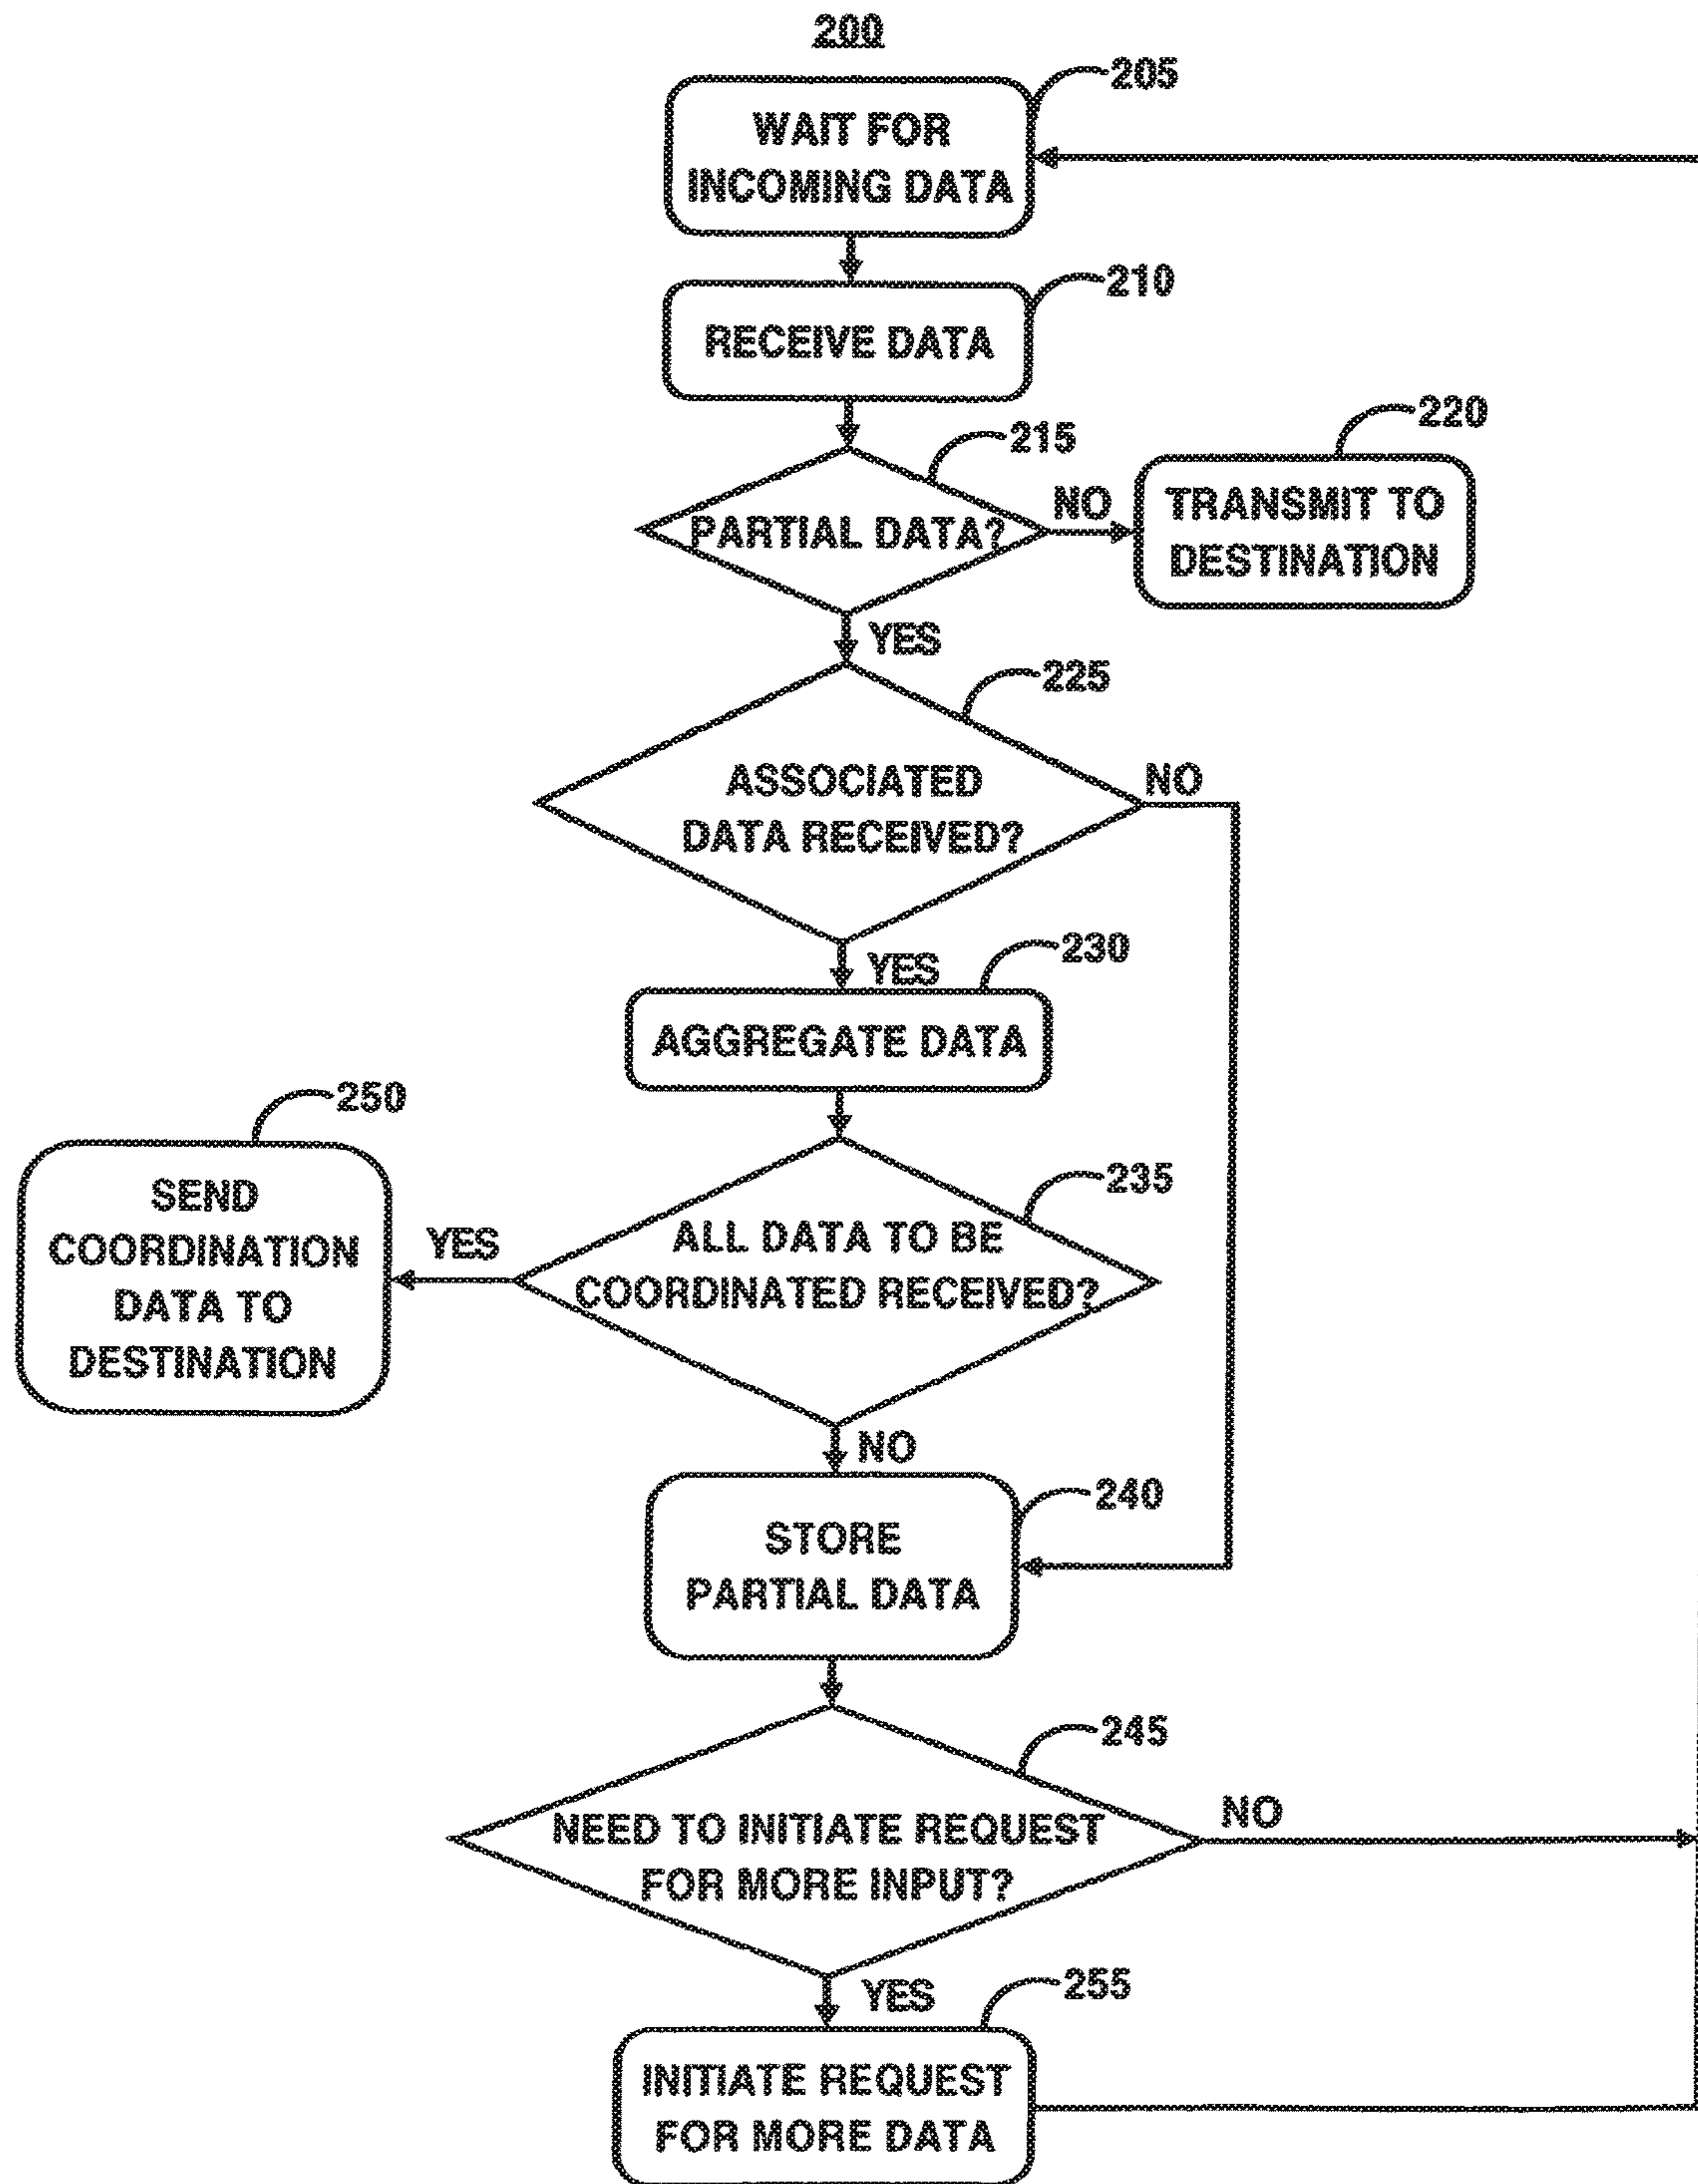 200
205
WAIT FOR
INCOMING DATA
210
RECEIVE DATA
215
220
PARTIAL DATA?
NO
TRANSMIT TO
DESTINATION
YES
225
ASSOCIATED
DATA RECEIVED?
NO
YES
230
AGGREGATE DATA
250
SEND
COORDINATION
DATA TO
DESTINATION
YES
235
ALL DATA TO BE
COORDINATED RECEIVED?
NO
240
STORE
PARTIAL DATA
245
NEED TO INITIATE REQUEST
FOR MORE INPUT?
NO
YES
255
INITIATE REQUEST
FOR MORE DATA